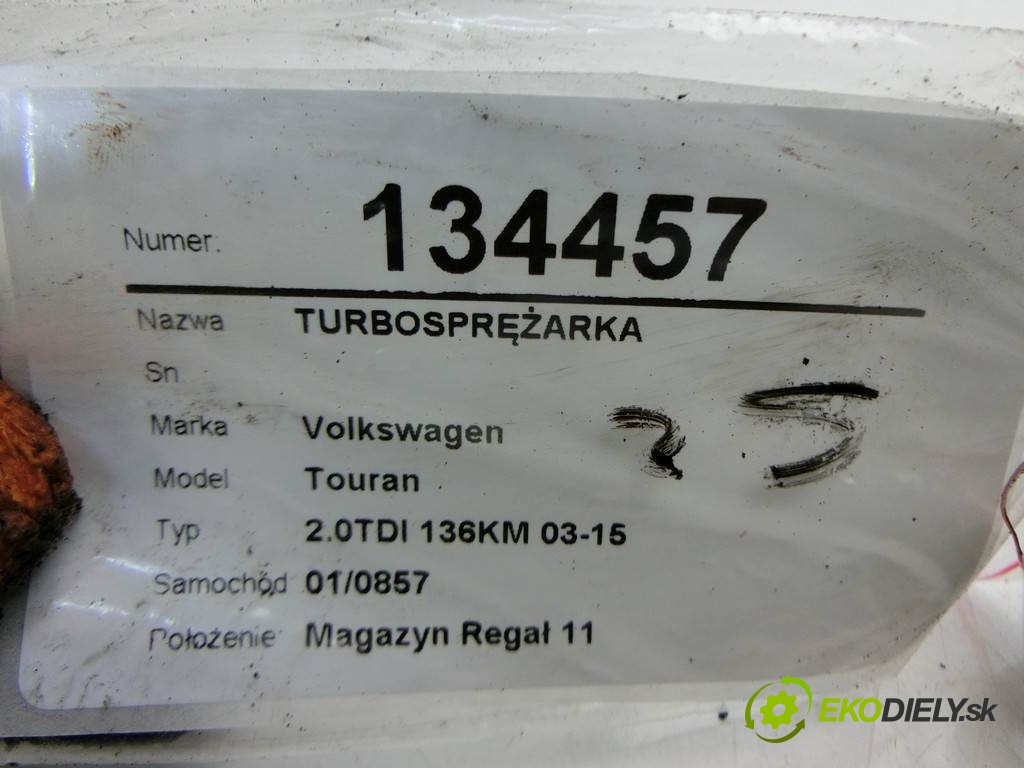 Numer: 134457
Nazwa TURBOSPRĘŻARKA
Sn
Marka Volkswagen
Model Touran
Typ 2.0TDI 136KM 03-15
Samochód 01/0857
Położenie Magazyn Regał 11
EKODIELY.sk